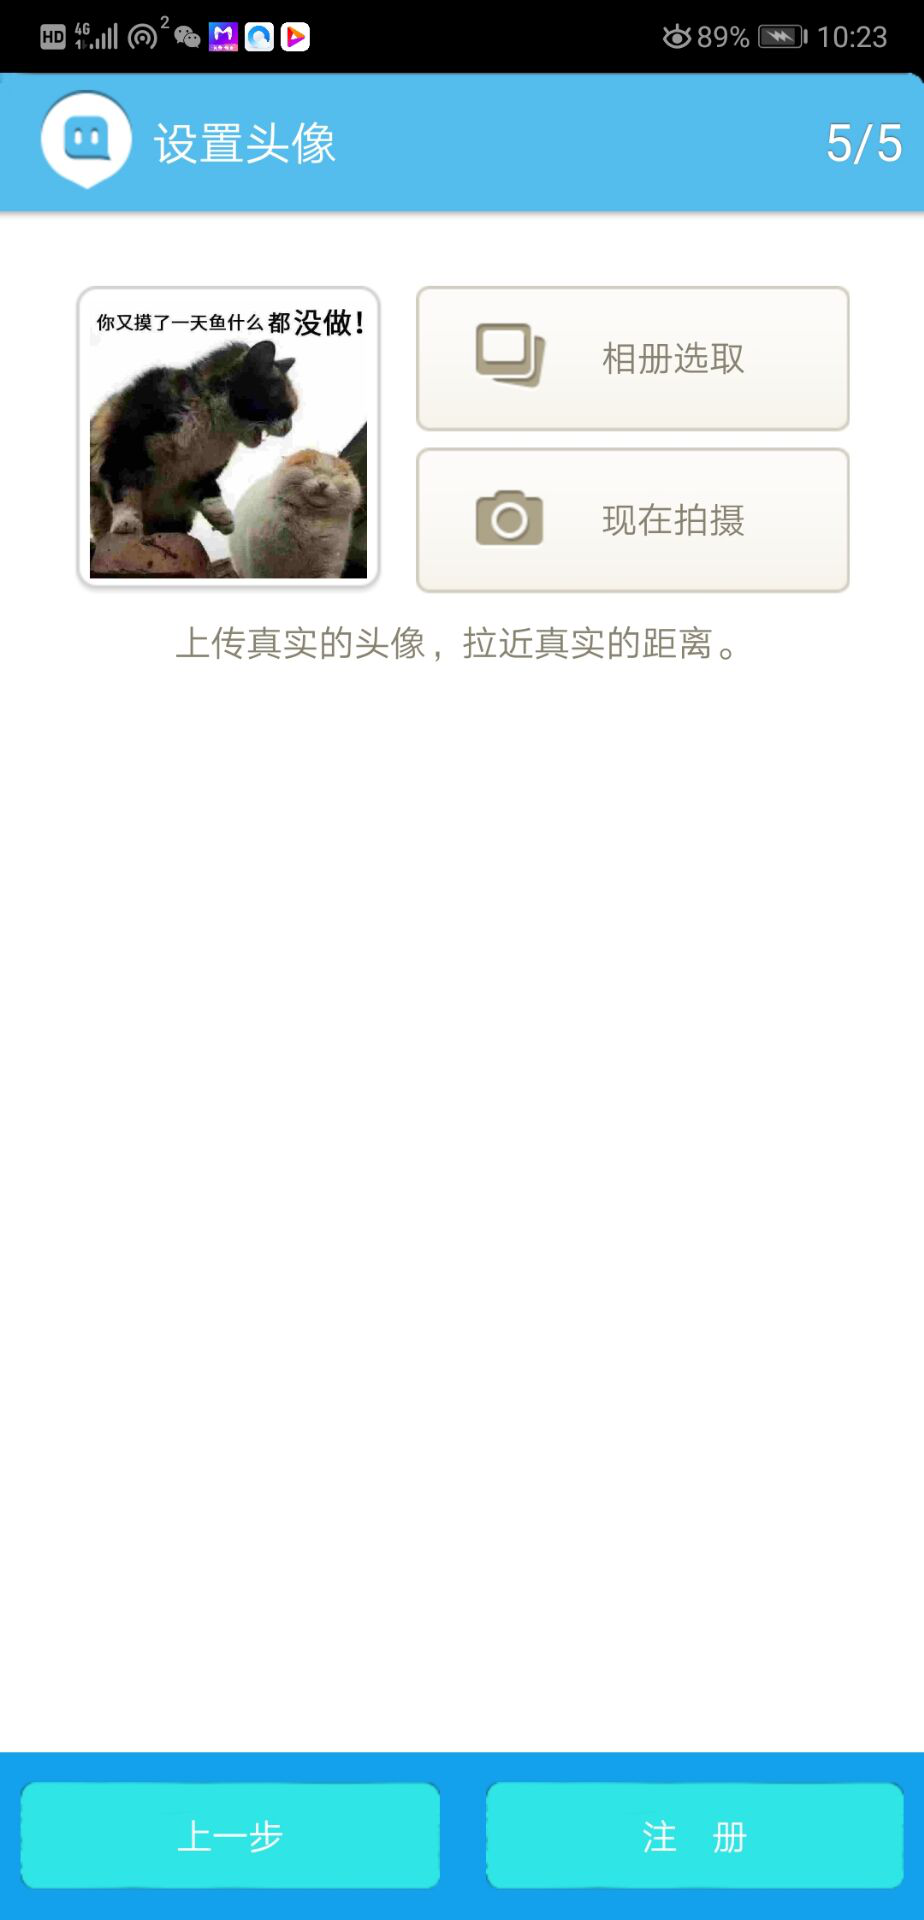 HD 4G 2 89% 10:23
设置头像 5/5
你又摸了一天鱼什么都没做！
相册选取
现在拍摄
上传真实的头像，拉近真实的距离。
上一步 注 册